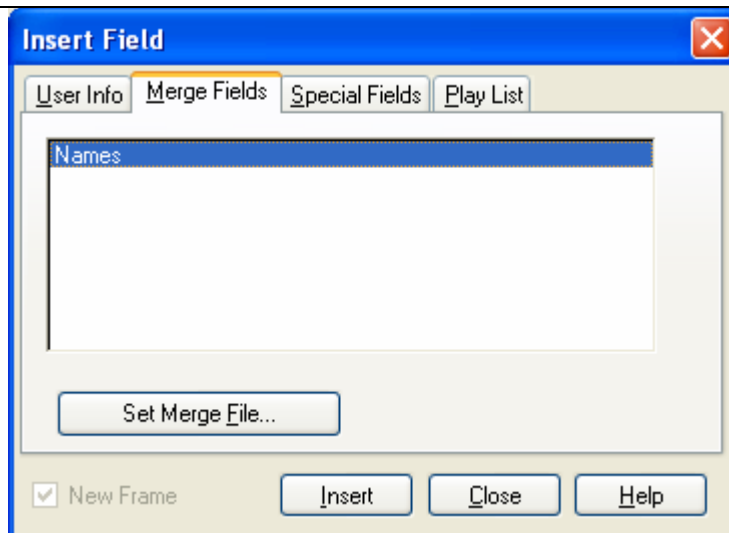 Insert Field
User Info Merge Fields Special Fields Play List
Names
Set Merge File...
New Frame Insert Close Help